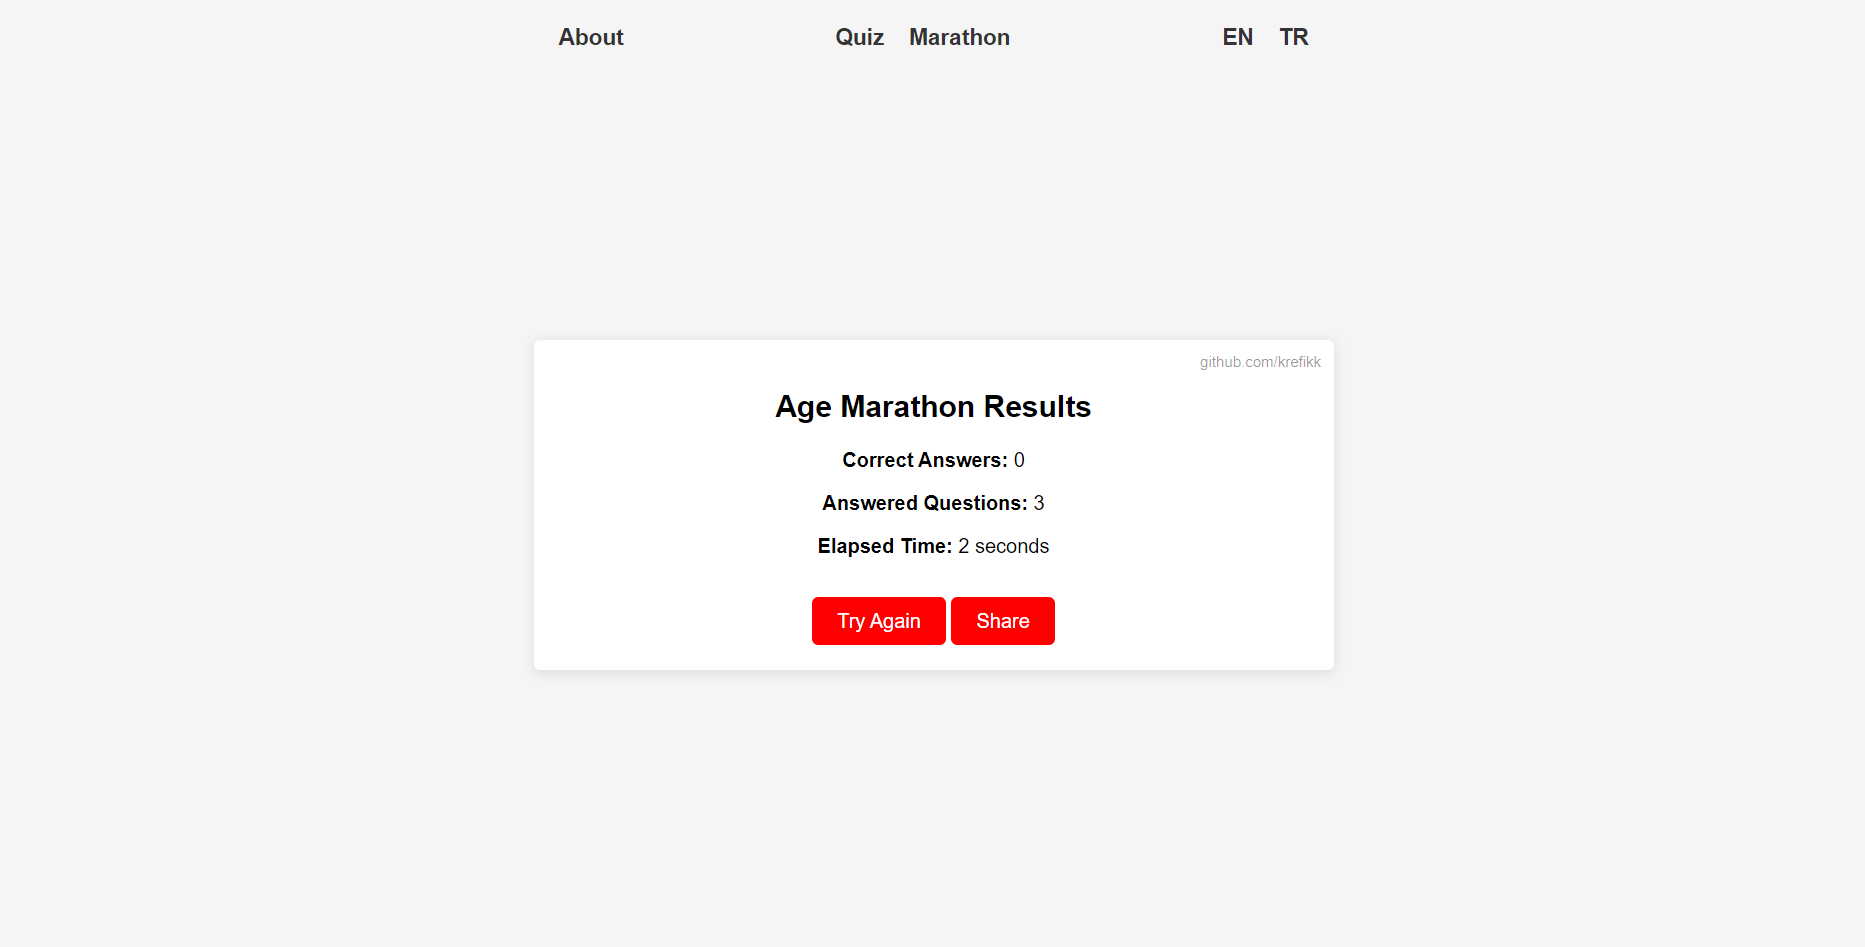 About Quiz Marathon EN TR
github.com/krefikk
Age Marathon Results
Correct Answers: 0
Answered Questions: 3
Elapsed Time: 2 seconds
Try Again Share